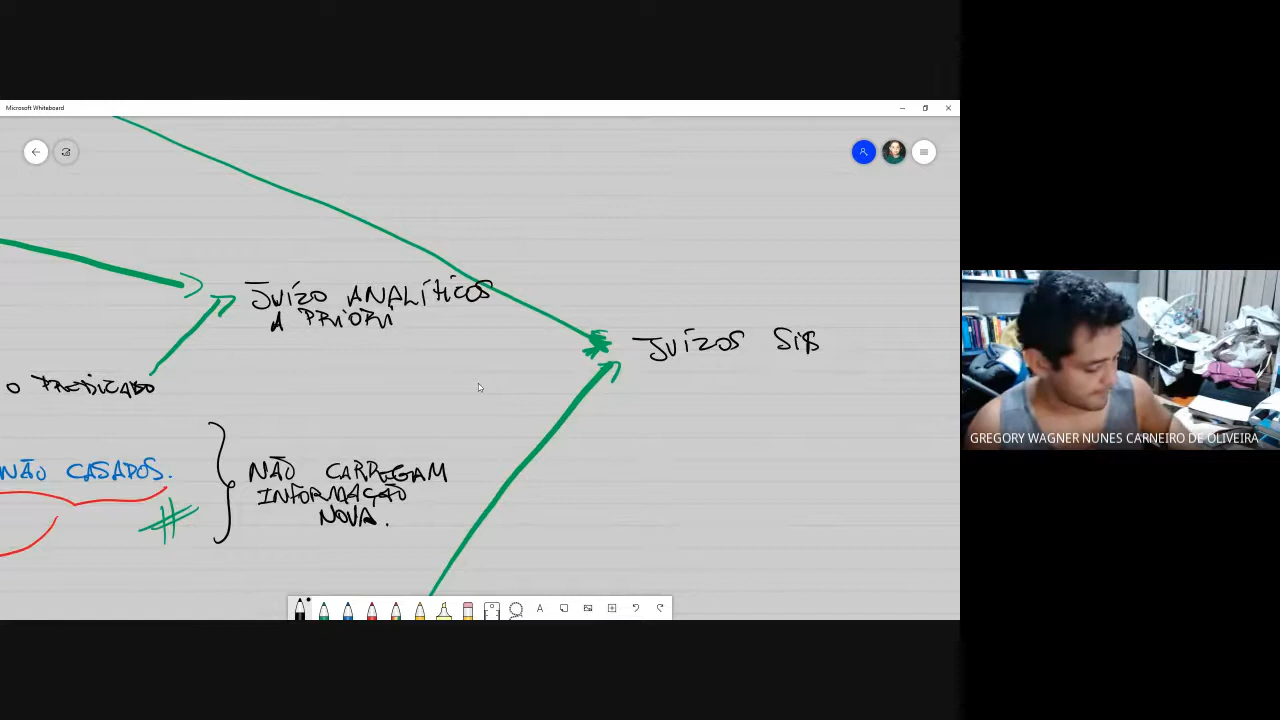 Microsoft Whiteboard
JUÍZO ANALÍTICOS
A PRIORI
JUÍZOS SIS
O PREDICADO
NÃO CASADOS.
NÃO CARREGAM
INFORMAÇÃO
NOVA.
GREGORY WAGNER NUNES CARNEIRO DE OLIVEIRA